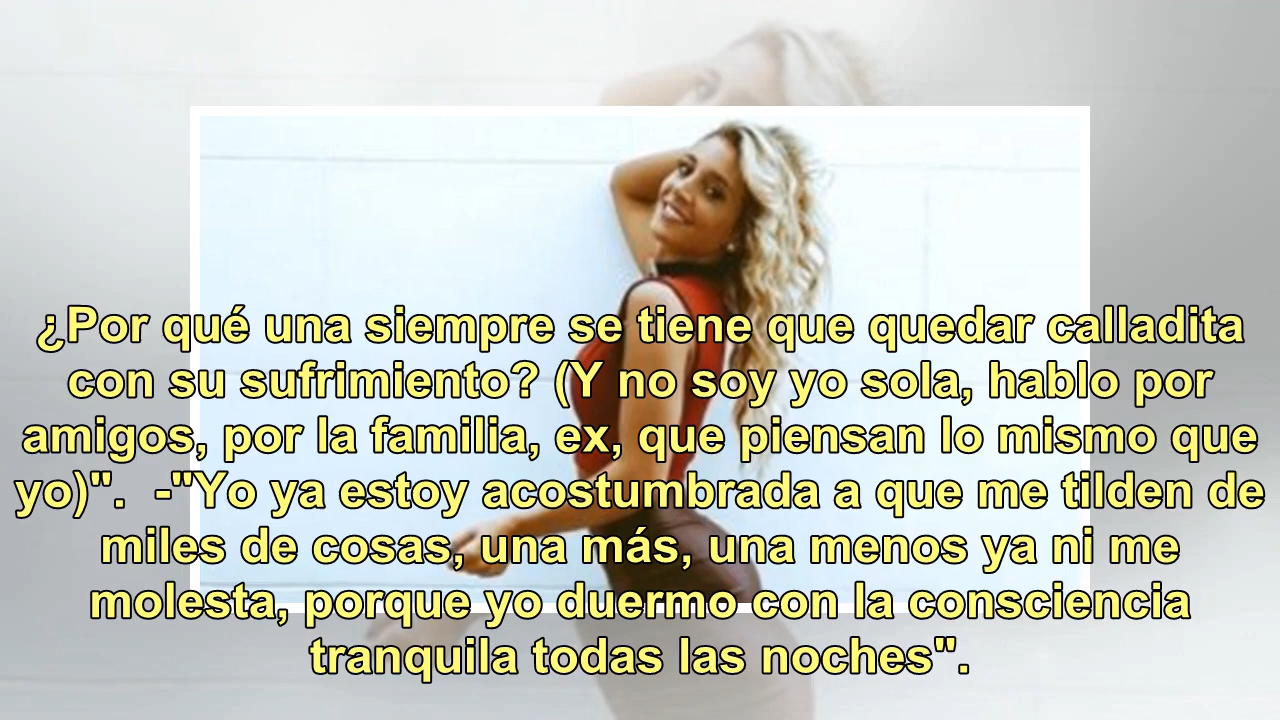 ¿Por qué una siempre se tiene que quedar calladita
con su sufrimiento? (Y no soy yo sola, hablo por
amigos, por la familia, ex, que piensan lo mismo que
yo)".  -"Yo ya estoy acostumbrada a que me tilden de
miles de cosas, una más, una menos ya ni me
molesta, porque yo duermo con la consciencia
tranquila todas las noches".